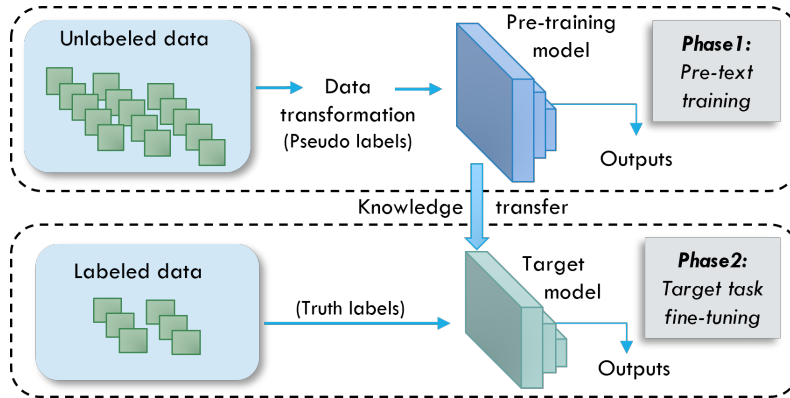 Unlabeled data
Data
transformation
(Pseudo labels)
Pre-training
model
Outputs
Phase1:
Pre-text
training
Knowledge transfer
Labeled data
(Truth labels)
Target
model
Outputs
Phase2:
Target task
fine-tuning